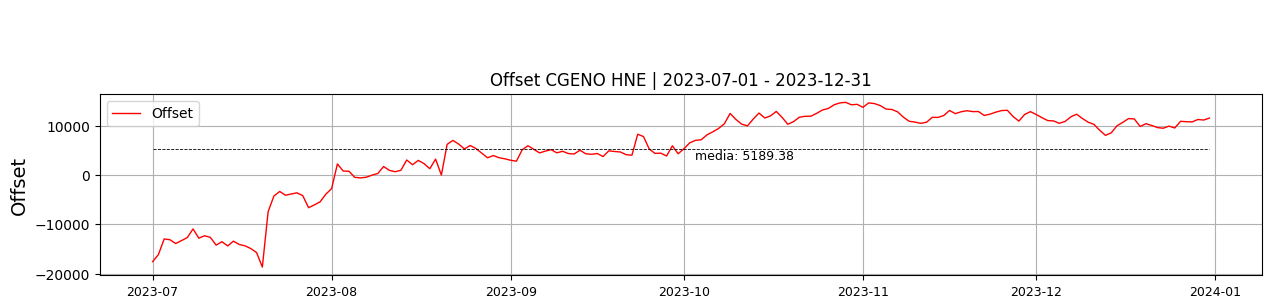 Offset CGENO HNE | 2023-07-01 - 2023-12-31
Offset
10000
0
−10000
−20000
Offset
media: 5189.38
2023-07 2023-08 2023-09 2023-10 2023-11 2023-12 2024-01